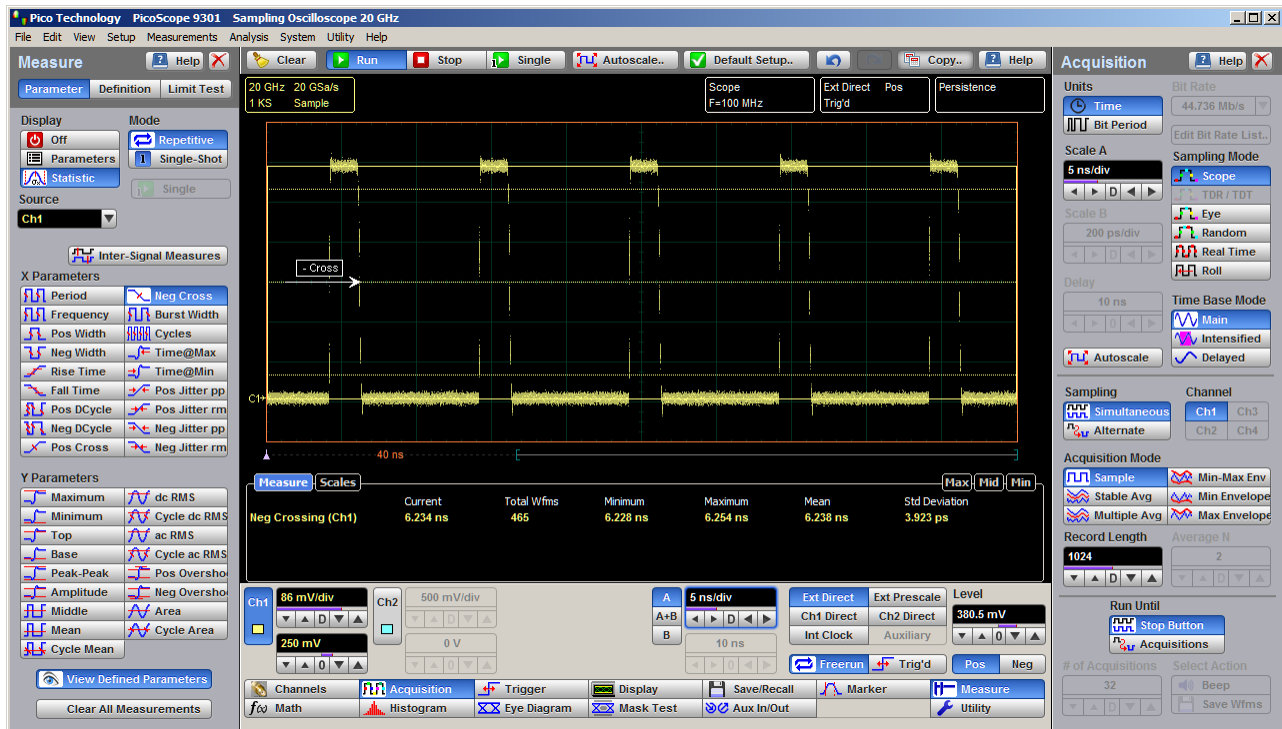 Pico Technology PicoScope 9301 Sampling Oscilloscope 20 GHz
File Edit View Setup Measurements Analysis System Utility Help
Measure
Help
Parameter Definition Limit Test
Display Mode
Off Repetitive
Parameters Single-Shot
Statistic Single
Source
Ch1
Inter-Signal Measures
X Parameters
Period Neg Cross
Frequency Burst Width
Pos Width Cycles
Neg Width Time@Max
Rise Time Time@Min
Fall Time Pos Jitter pp
Pos DCycle Pos Jitter rm
Neg DCycle Neg Jitter pp
Pos Cross Neg Jitter rm
Y Parameters
Maximum dc RMS
Minimum Cycle dc RMS
Top ac RMS
Base Cycle ac RMS
Peak-Peak Pos Oversho
Amplitude Neg Oversho
Middle Area
Mean Cycle Area
Cycle Mean
View Defined Parameters
Clear All Measurements
Clear Run Stop Single Autoscale.. Default Setup.. Copy.. Help
20 GHz 20 GSa/s
1 KS Sample
Scope
F=100 MHz
Ext Direct Pos
Trig'd
Persistence
- Cross
C1
40 ns
Measure Scales Max Mid Min
Current Total Wfms Minimum Maximum Mean Std Deviation
Neg Crossing (Ch1) 6.234 ns 465 6.228 ns 6.254 ns 6.238 ns 3.923 ps
Ch1
86 mV/div
D
250 mV
0
Ch2
500 mV/div
D
0 V
0
A
A+B
B
5 ns/div
D
10 ns
0
Ext Direct Ext Prescale
Ch1 Direct Ch2 Direct
Int Clock Auxiliary
Freerun Trig'd
Level
380.5 mV
0
Pos Neg
Channels Acquisition Trigger Display Save/Recall Marker Measure
f(x) Math Histogram Eye Diagram Mask Test Aux In/Out Utility
Acquisition
Help
Units Bit Rate
Time 44.736 Mb/s
Bit Period Edit Bit Rate List..
Scale A
5 ns/div
D
Scale B
200 ps/div
D
Delay
10 ns
0
Autoscale
Sampling Mode
Scope
TDR / TDT
Eye
Random
Real Time
Roll
Time Base Mode
Main
Intensified
Delayed
Sampling Channel
Simultaneous Ch1 Ch3
Alternate Ch2 Ch4
Acquisition Mode
Sample Min-Max Env
Stable Avg Min Envelope
Multiple Avg Max Envelope
Record Length Average N
1024 2
D D
Run Until
Stop Button
Acquisitions
# of Acquisitions Select Action
32 Beep
D Save Wfms